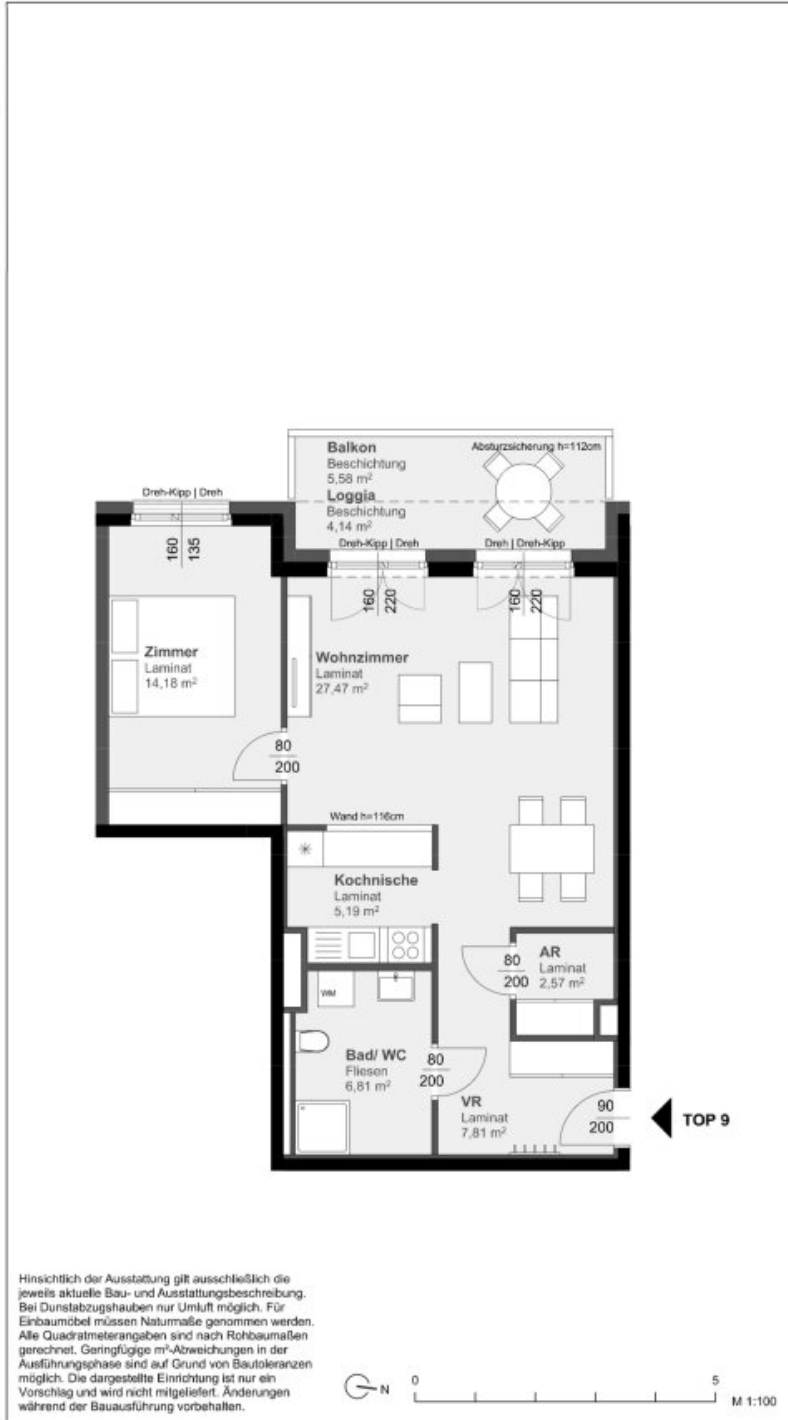 Balkon
Beschichtung
5,58 m²
Absturzsicherung h=112cm
Loggia
Beschichtung
4,14 m²
Dreh-Kipp | Dreh
Dreh-Kipp | Dreh
Dreh | Dreh-Kipp
160
135
160
220
160
220
Zimmer
Laminat
14,18 m²
Wohnzimmer
Laminat
27,47 m²
80
200
Wand h=116cm
Kochnische
Laminat
5,19 m²
80
200
AR
Laminat
2,57 m²
WM
Bad/ WC
Fliesen
6,81 m²
80
200
VR
Laminat
7,81 m²
90
200
TOP 9
Hinsichtlich der Ausstattung gilt ausschließlich die
jeweils aktuelle Bau- und Ausstattungsbeschreibung.
Bei Dunstabzugshauben nur Umluft möglich. Für
Einbaumöbel müssen Naturmaße genommen werden.
Alle Quadratmeterangaben sind nach Rohbaumaßen
gerechnet. Geringfügige m²-Abweichungen in der
Ausführungsphase sind auf Grund von Bautoleranzen
möglich. Die dargestellte Einrichtung ist nur ein
Vorschlag und wird nicht mitgeliefert. Änderungen
während der Bauausführung vorbehalten.
N
0
5
M 1:100